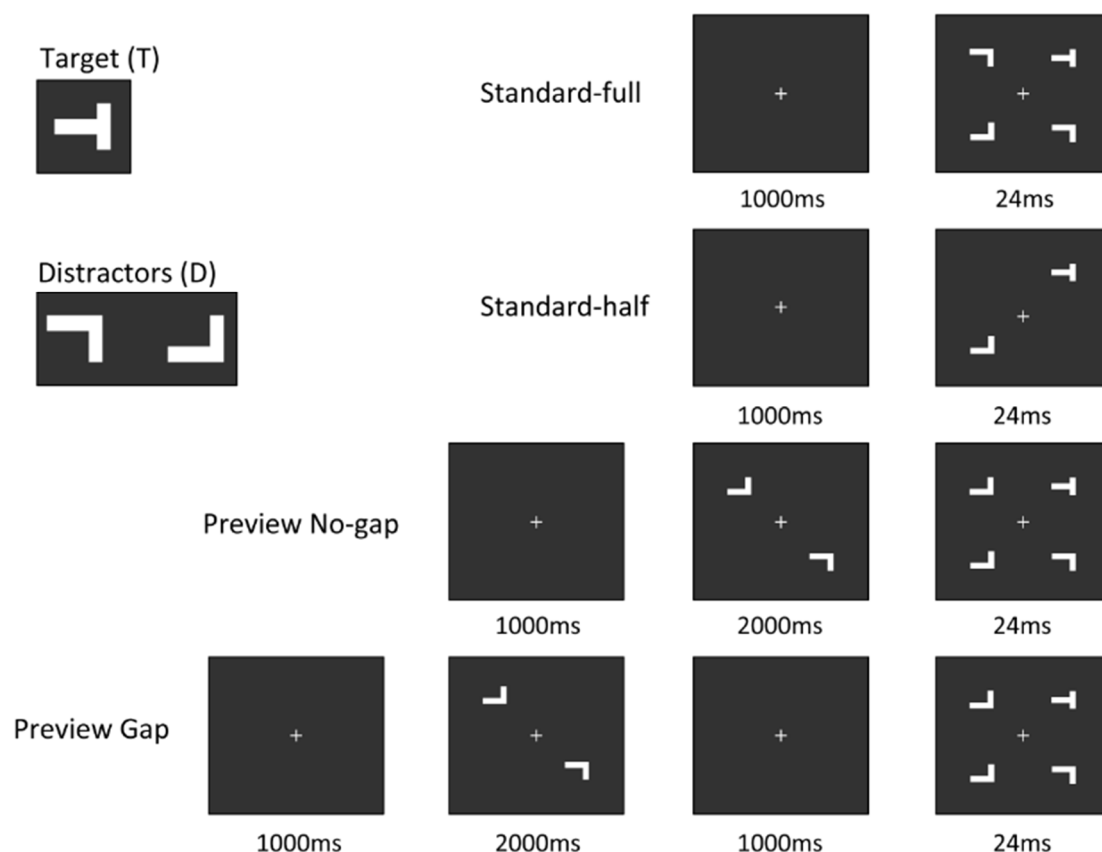 Target (T)
Standard-full
1000ms 24ms
Distractors (D)
Standard-half
1000ms 24ms
Preview No-gap
1000ms 2000ms 24ms
Preview Gap
1000ms 2000ms 1000ms 24ms